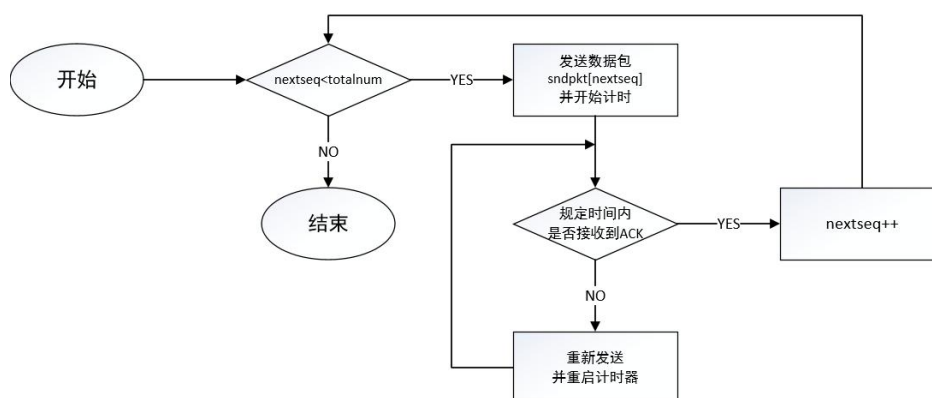 开始
nextseq<totalnum
YES
发送数据包
sndpkt[nextseq]
并开始计时
NO
结束
规定时间内
是否接收到ACK
YES
nextseq++
NO
重新发送
并重启计时器